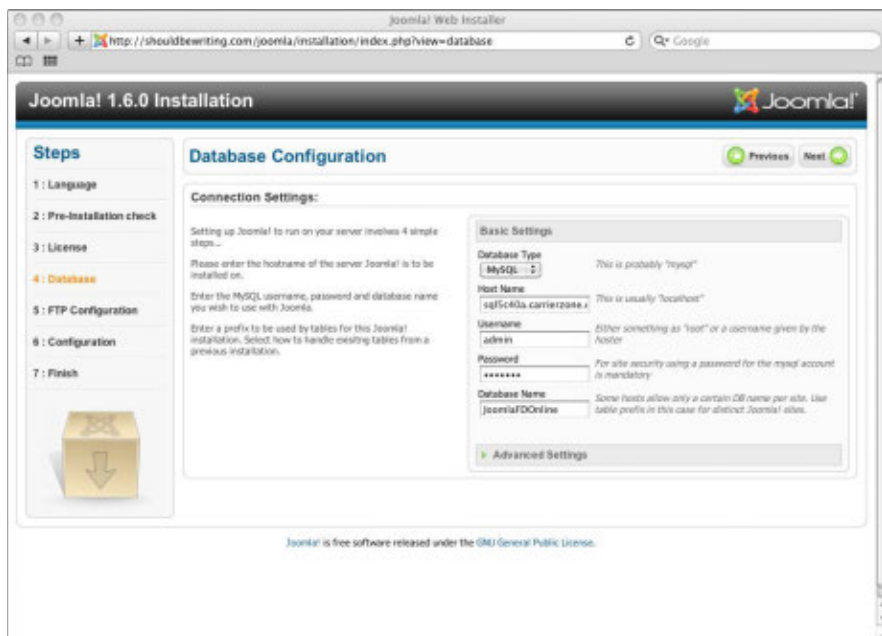 Joomla! Web Installer
http://shouldbewriting.com/joomla/installation/index.php?view=database
Google
Joomla! 1.6.0 Installation
Joomla!
Steps
1 : Language
2 : Pre-Installation check
3 : License
4 : Database
5 : FTP Configuration
6 : Configuration
7 : Finish
Database Configuration
Previous
Next
Connection Settings:
Setting up Joomla! to run on your server involves 4 simple
steps...
Please enter the hostname of the server Joomla! is to be
installed on.
Enter the MySQL username, password and database name
you wish to use with Joomla.
Enter a prefix to be used by tables for this Joomla!
installation. Select how to handle exesitng tables from a
previous installation.
Basic Settings
Database Type
MySQL
This is probably "mysql"
Host Name
sql5c40a.carrierzone.
This is usually "localhost"
Username
admin
Either something as "root" or a username given by the
hoster
Password
•••••••
For site security using a password for the mysql account
is mandatory
Database Name
JoomlaFDOnline
Some hosts allow only a certain DB name per site. Use
table prefix in this case for distinct Joomla! sites.
Advanced Settings
Joomla! is free software released under the GNU General Public License.